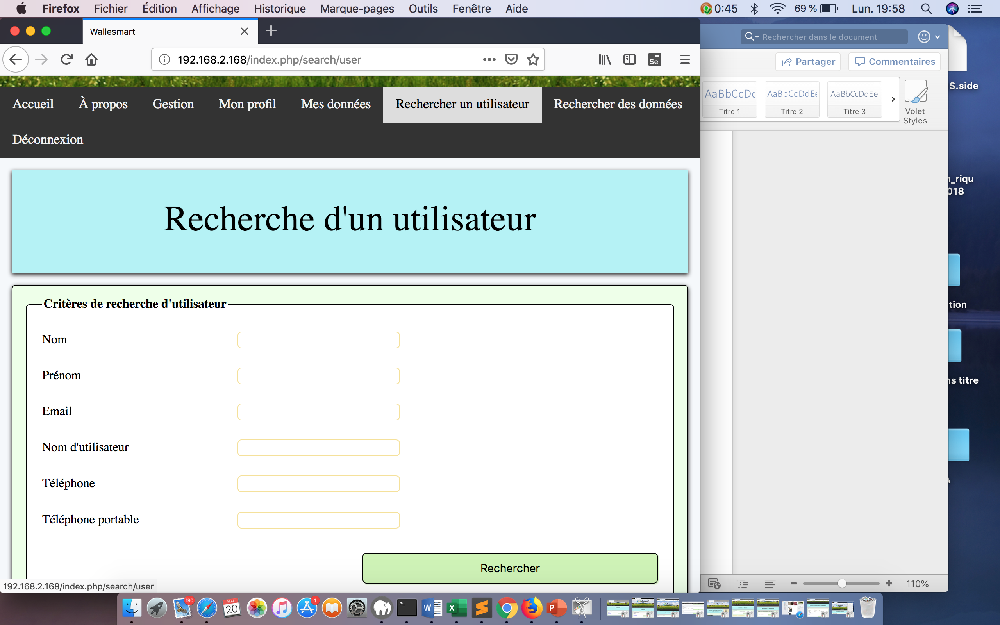 Firefox Fichier Édition Affichage Historique Marque-pages Outils Fenêtre Aide 0:45 69 % Lun. 19:58
Wallesmart
192.168.2.168/index.php/search/user
Se
Rechercher dans le document
Partager Commentaires
AaBbCcDc AaBbCcDdEe AaBbCcDdEe
Titre 1 Titre 2 Titre 3
Volet
Styles
S.side
_riqu
018
tion
ns titre
Accueil À propos Gestion Mon profil Mes données Rechercher un utilisateur Rechercher des données
Déconnexion
Recherche d'un utilisateur
Critères de recherche d'utilisateur
Nom
Prénom
Email
Nom d'utilisateur
Téléphone
Téléphone portable
Rechercher
192.168.2.168/index.php/search/user
110%
190
MAI
20
1